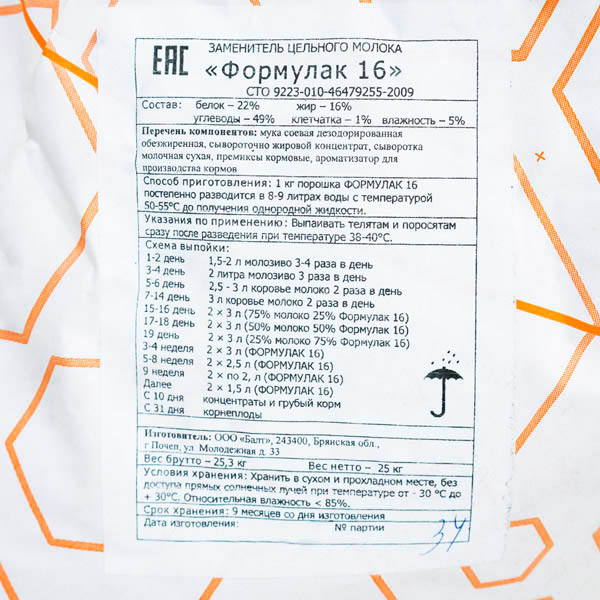 EAC
ЗАМЕНИТЕЛЬ ЦЕЛЬНОГО МОЛОКА
«Формулак 16»
СТО 9223-010-46479255-2009
Состав: белок – 22% жир – 16%
углеводы – 49% клетчатка – 1% влажность – 5%
Перечень компонентов: мука соевая дезодорированная
обезжиренная, сывороточно жировой концентрат, сыворотка
молочная сухая, премиксы кормовые, ароматизатор для
производства кормов
Способ приготовления: 1 кг порошка ФОРМУЛАК 16
постепенно разводится в 8-9 литрах воды с температурой
50-55°С до получения однородной жидкости.
Указания по применению: Выпаивать телятам и поросятам
сразу после разведения при температуре 38-40°С.
Схема выпойки:
1-2 день 1,5-2 л молозиво 3-4 раза в день
3-4 день 2 литра молозиво 3 раза в день
5-6 день 2,5 - 3 л коровье молоко 2 раза в день
7-14 день 3 л коровье молоко 2 раза в день
15-16 день 2 × 3 л (75% молоко 25% Формулак 16)
17-18 день 2 × 3 л (50% молоко 50% Формулак 16)
19 день 2 × 3 л (25% молоко 75% Формулак 16)
3-4 неделя 2 × 3 л (ФОРМУЛАК 16)
5-8 неделя 2 × 2,5 л (ФОРМУЛАК 16)
9 неделя 2 × по 2, л (ФОРМУЛАК 16)
Далее 2 × 1,5 л (ФОРМУЛАК 16)
С 10 дня концентраты и грубый корм
С 31 дня корнеплоды
Изготовитель: ООО «Балт», 243400, Брянская обл.,
г Почеп, ул Молодежная д. 33
Вес брутто – 25,3 кг Вес нетто – 25 кг
Условия хранения: Хранить в сухом и прохладном месте, без
доступа прямых солнечных лучей при температуре от - 30 °С до
+ 30°С. Относительная влажность < 85%.
Срок хранения: 9 месяцев со дня изготовления
Дата изготовления: № партии